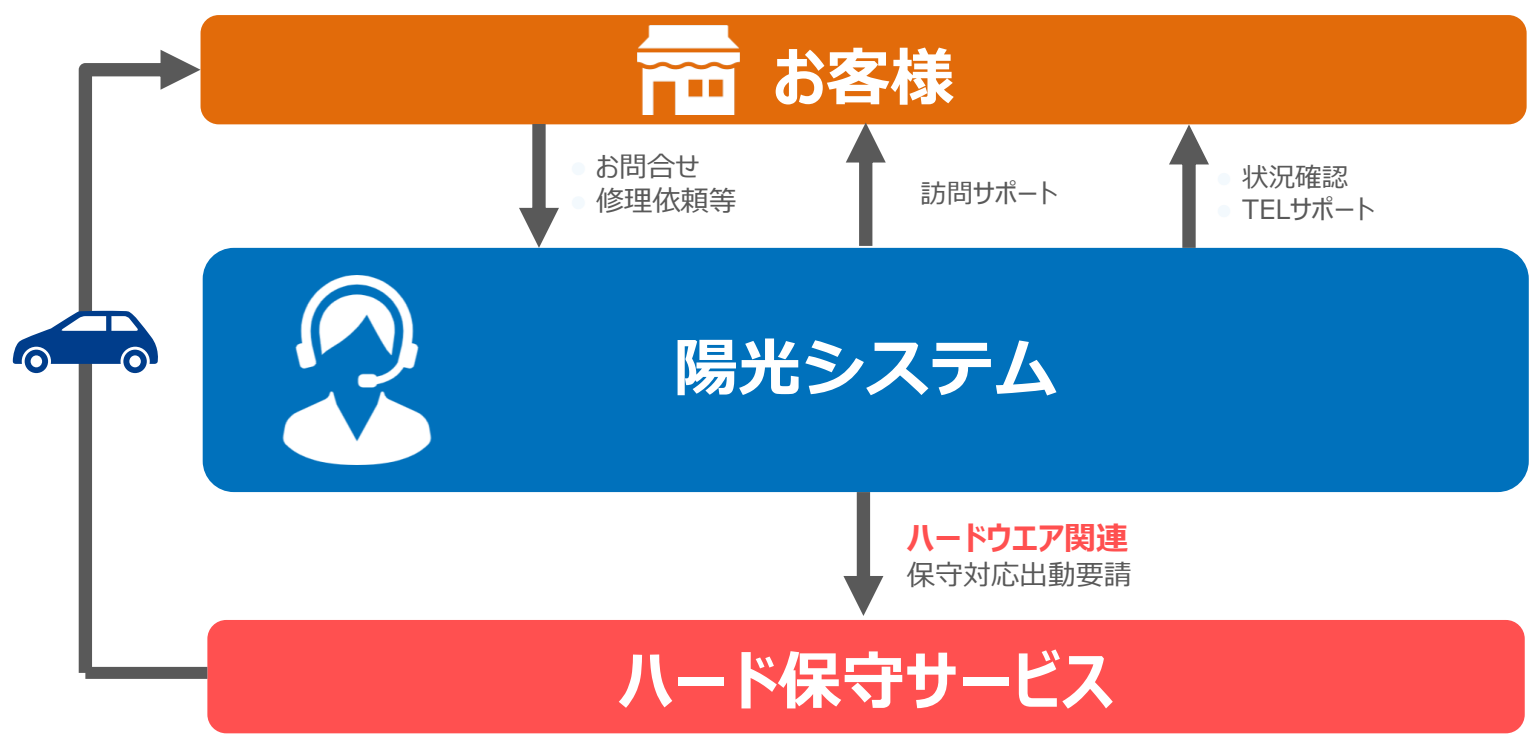 お客様
お問合せ
修理依頼等
訪問サポート
状況確認
TELサポート
陽光システム
ハードウエア関連
保守対応出動要請
ハード保守サービス